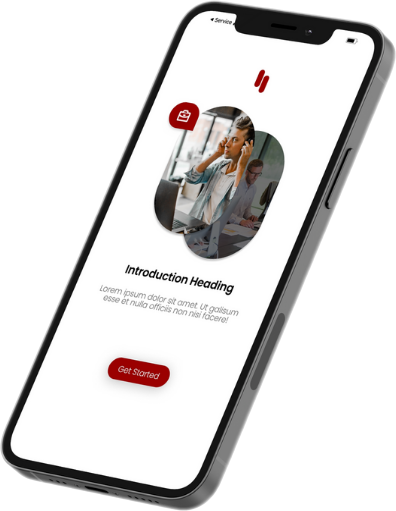 Service
Introduction Heading
Lorem ipsum dolor sit amet. Ut galisum
esse et nulla officiis non nisi facere!
Get Started